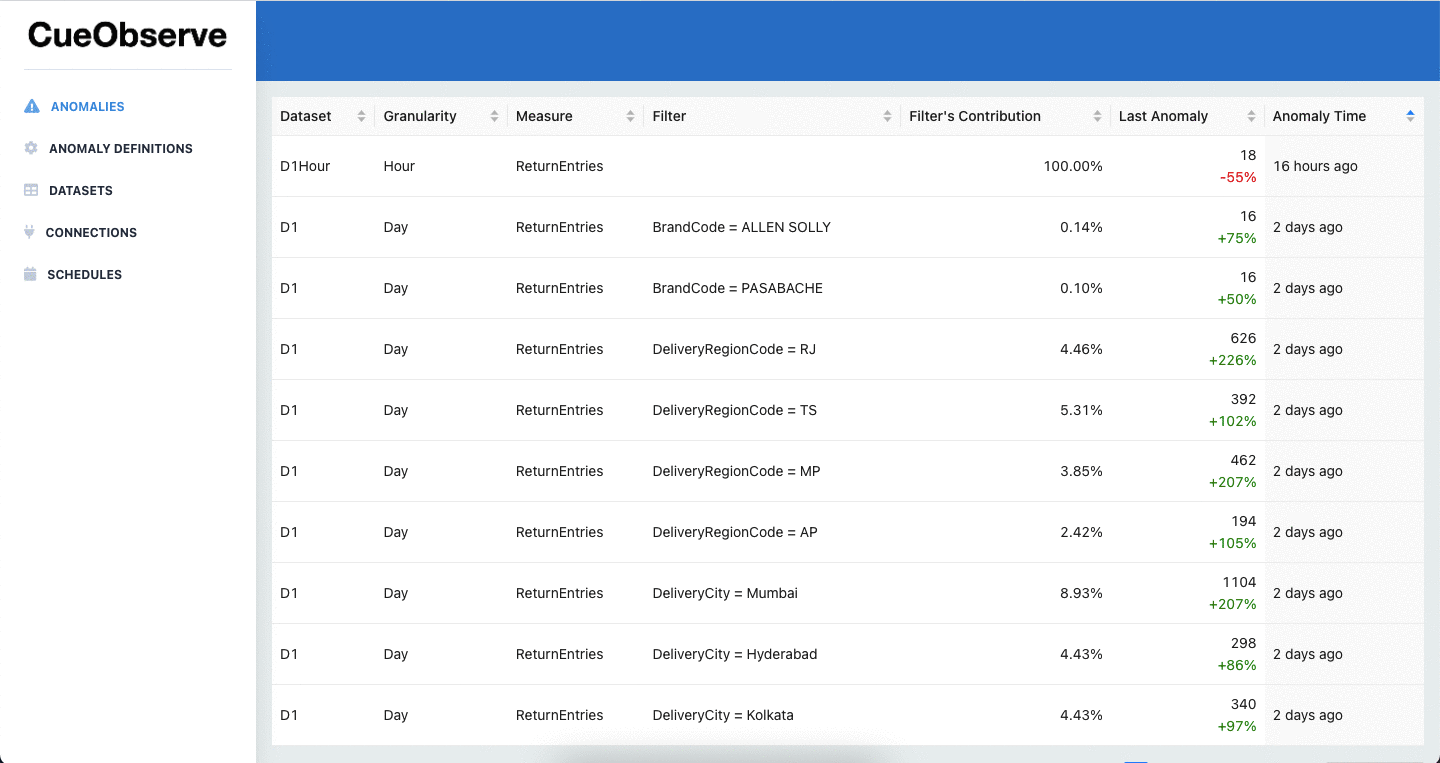 CueObserve
ANOMALIES
ANOMALY DEFINITIONS
DATASETS
CONNECTIONS
SCHEDULES
Dataset Granularity Measure Filter Filter's Contribution Last Anomaly Anomaly Time
D1Hour Hour ReturnEntries 100.00% 18 16 hours ago
-55%
D1 Day ReturnEntries BrandCode = ALLEN SOLLY 0.14% 16 2 days ago
+75%
D1 Day ReturnEntries BrandCode = PASABACHE 0.10% 16 2 days ago
+50%
D1 Day ReturnEntries DeliveryRegionCode = RJ 4.46% 626 2 days ago
+226%
D1 Day ReturnEntries DeliveryRegionCode = TS 5.31% 392 2 days ago
+102%
D1 Day ReturnEntries DeliveryRegionCode = MP 3.85% 462 2 days ago
+207%
D1 Day ReturnEntries DeliveryRegionCode = AP 2.42% 194 2 days ago
+105%
D1 Day ReturnEntries DeliveryCity = Mumbai 8.93% 1104 2 days ago
+207%
D1 Day ReturnEntries DeliveryCity = Hyderabad 4.43% 298 2 days ago
+86%
D1 Day ReturnEntries DeliveryCity = Kolkata 4.43% 340 2 days ago
+97%